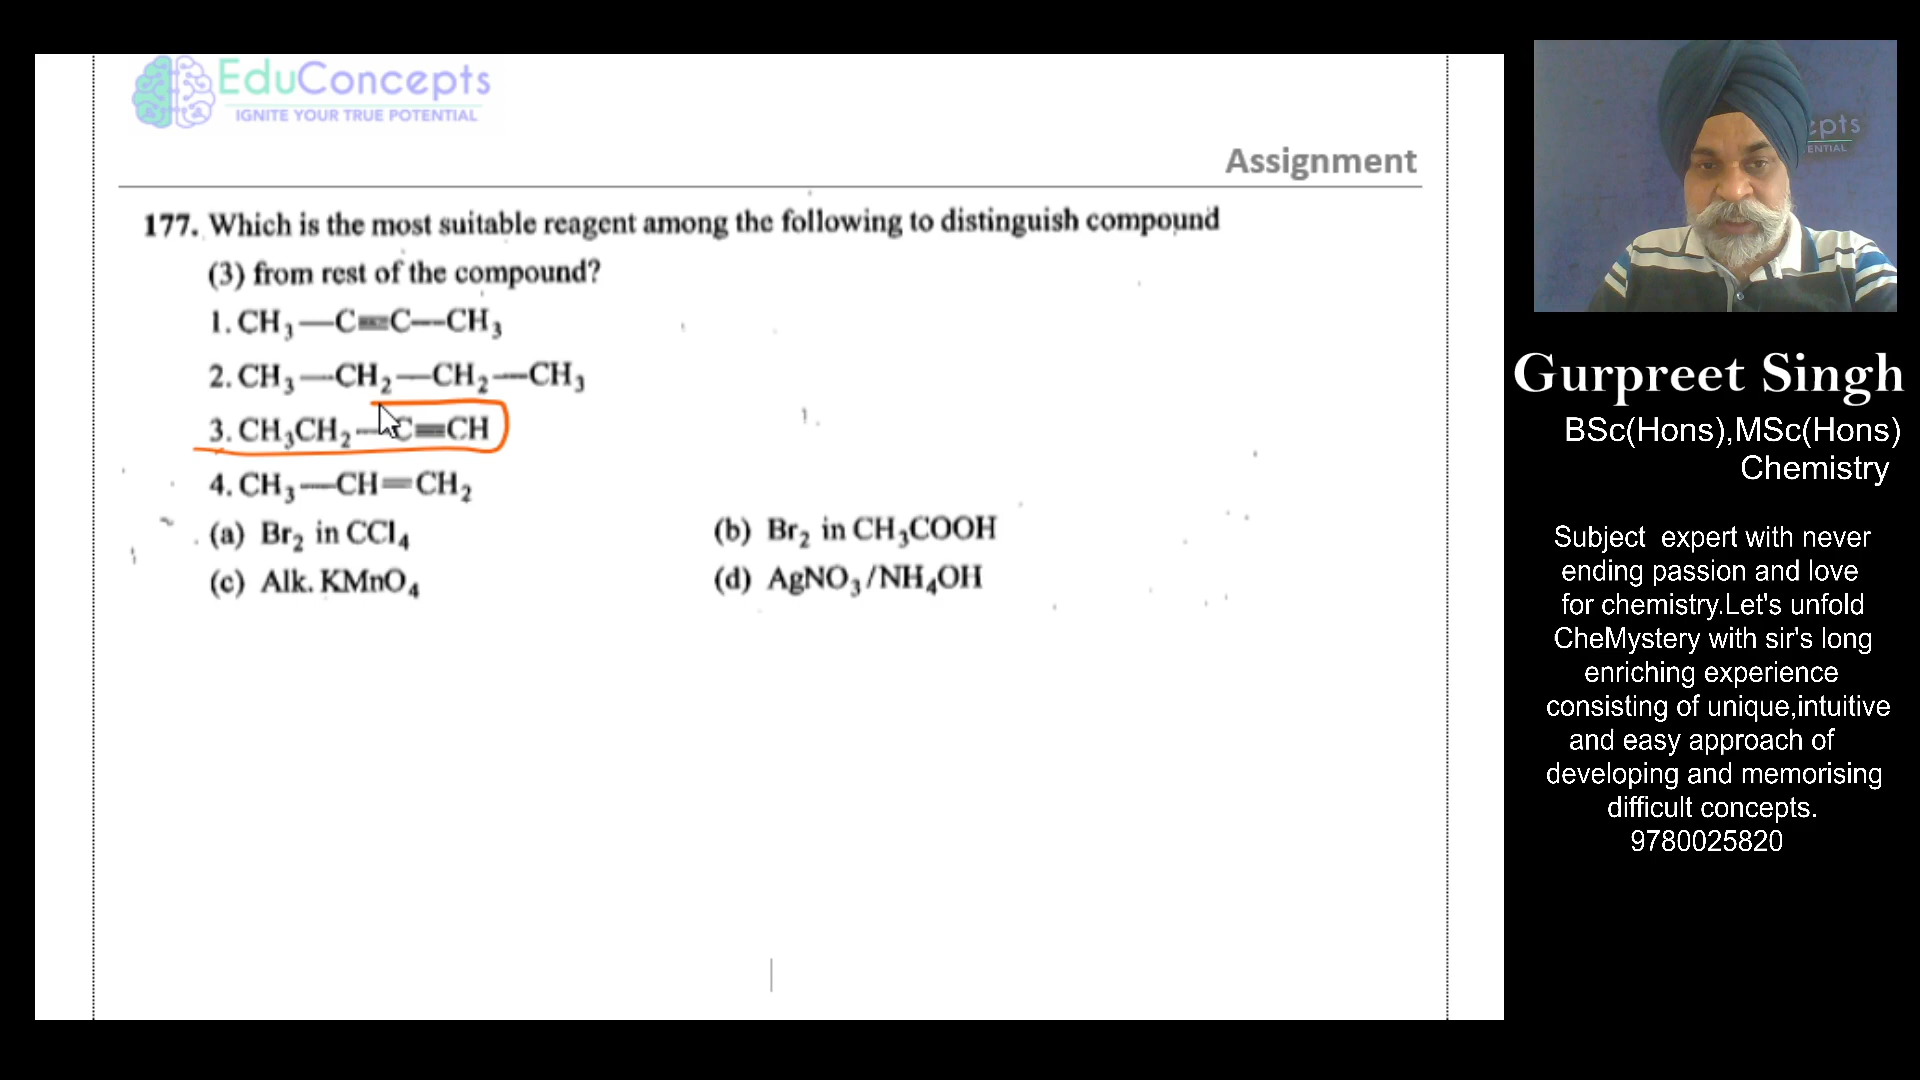 EduConcepts
IGNITE YOUR TRUE POTENTIAL
Assignment
177. Which is the most suitable reagent among the following to distinguish compound
(3) from rest of the compound?
1. CH₃—C≡C—CH₃
2. CH₃—CH₂—CH₂—CH₃
3. CH₃CH₂—C≡CH
4. CH₃—CH=CH₂
(a) Br₂ in CCl₄
(b) Br₂ in CH₃COOH
(c) Alk. KMnO₄
(d) AgNO₃/NH₄OH
cpts
ENTIAL
Gurpreet Singh
BSc(Hons),MSc(Hons)
Chemistry
Subject expert with never
ending passion and love
for chemistry.Let's unfold
CheMystery with sir's long
enriching experience
consisting of unique,intuitive
and easy approach of
developing and memorising
difficult concepts.
9780025820